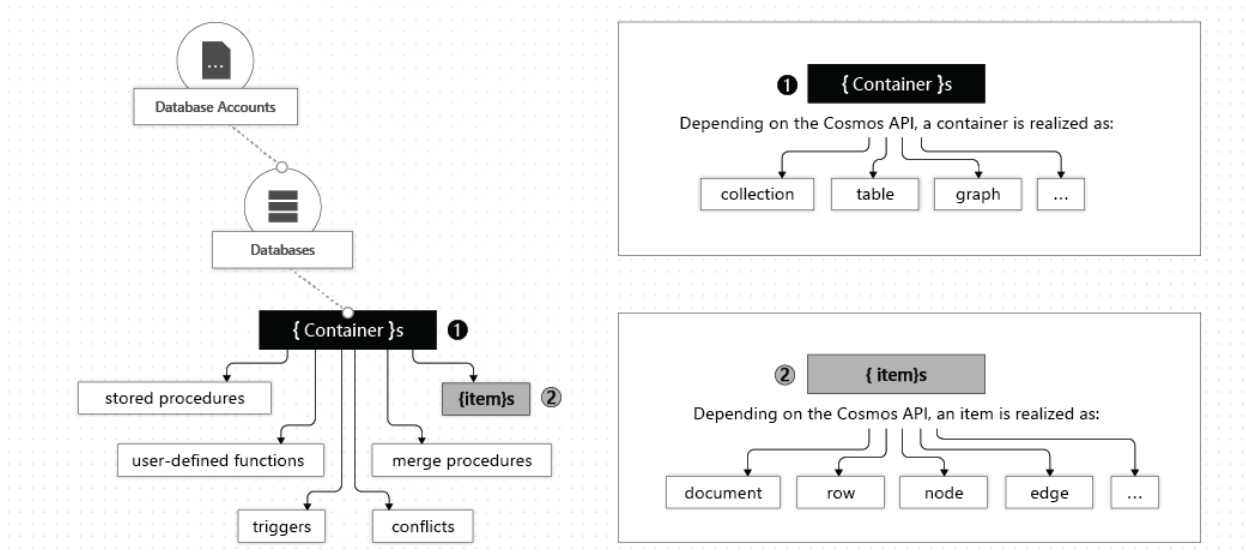 ...
Database Accounts
Databases
{ Container }s 1
stored procedures
{item}s 2
user-defined functions
merge procedures
triggers
conflicts
1 { Container }s
Depending on the Cosmos API, a container is realized as:
collection
table
graph
...
2 { item}s
Depending on the Cosmos API, an item is realized as:
document
row
node
edge
...